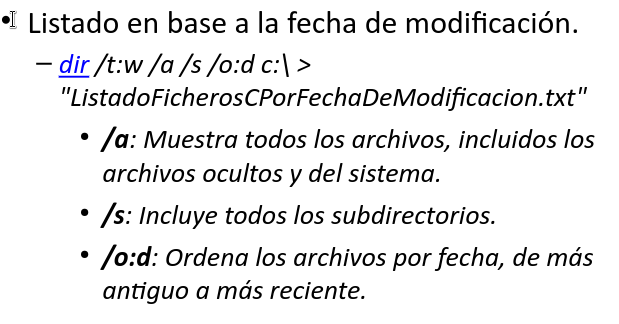 • Listado en base a la fecha de modificación.
– dir /t:w /a /s /o:d c:\ >
"ListadoFicherosCPorFechaDeModificacion.txt"
• /a: Muestra todos los archivos, incluidos los
archivos ocultos y del sistema.
• /s: Incluye todos los subdirectorios.
• /o:d: Ordena los archivos por fecha, de más
antiguo a más reciente.